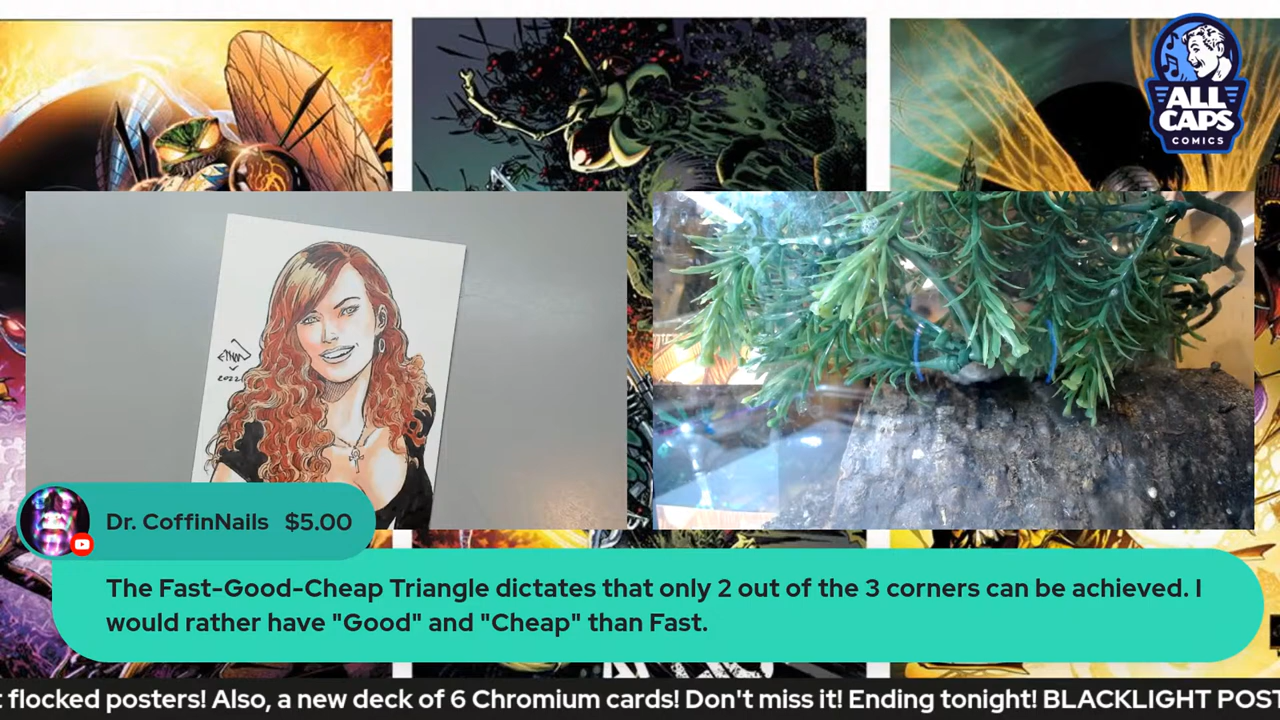 ALL
CAPS
COMICS
ETHAN
2022
Dr. CoffinNails $5.00
The Fast-Good-Cheap Triangle dictates that only 2 out of the 3 corners can be achieved. I
would rather have "Good" and "Cheap" than Fast.
flocked posters! Also, a new deck of 6 Chromium cards! Don't miss it! Ending tonight! BLACKLIGHT POST